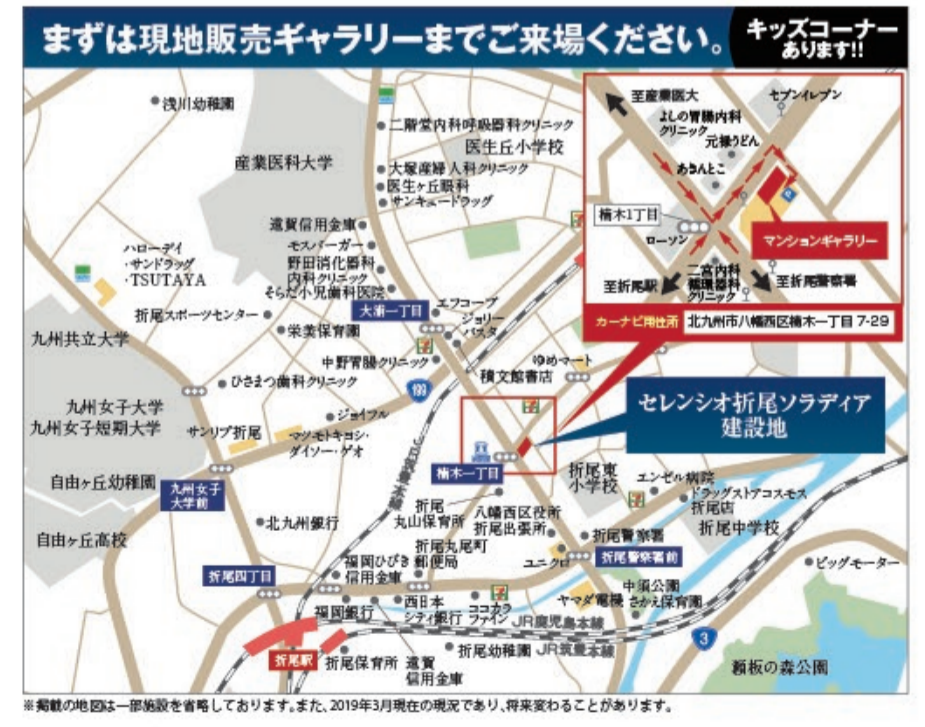 まずは現地販売ギャラリーまでご来場ください。
キッズコーナー
あります!!
浅川幼稚園
二階堂内科呼吸器科クリニック
医生丘小学校
産業医科大学
大塚産婦人科クリニック
医生ヶ丘眼科
サンキュードラッグ
遠賀信用金庫
モスバーガー
野田消化器科
内科クリニック
そらだ小児歯科医院
ハローデイ
・サンドラッグ
・TSUTAYA
大浦一丁目
エフコープ
ジョリー
パスタ
折尾スポーツセンター
栄美保育園
九州共立大学
中野胃腸クリニック
ゆめマート
積文館書店
ひさまつ歯科クリニック
199
九州女子大学
九州女子短期大学
ジョイフル
サンリブ折尾
マツモトキヨシ・
ダイソー・ゲオ
至産業医大
セブンイレブン
よしの胃腸内科
クリニック
元禄うどん
あきんとこ
楠木1丁目
ローソン
マンションギャラリー
二宮内科
循環器科
クリニック
至折尾駅
至折尾警察署
カーナビ用住所
北九州市八幡西区楠木一丁目 7-29
セレンシオ折尾ソラディア
建設地
JR筑豊本線
楠木一丁目
自由ヶ丘幼稚園
九州女子
大学前
折尾東
小学校
エンゼル病院
ドラッグストアコスモス
折尾店
折尾中学校
折尾
丸山保育所
八幡西区役所
折尾出張所
北九州銀行
自由ヶ丘高校
折尾丸尾町
郵便局
折尾警察署
折尾警察署前
ユニクロ
福岡ひびき
信用金庫
折尾四丁目
ビッグモーター
中須公園
ヤマダ電機
さかえ保育園
福岡銀行
西日本
シティ銀行
ココカラ
ファイン
JR鹿児島本線
3
折尾駅
折尾保育所
遠賀
信用金庫
折尾幼稚園
JR筑豊本線
瀬板の森公園
※掲載の地図は一部施設を省略しております。また、2019年3月現在の現況であり、将来変わることがあります。